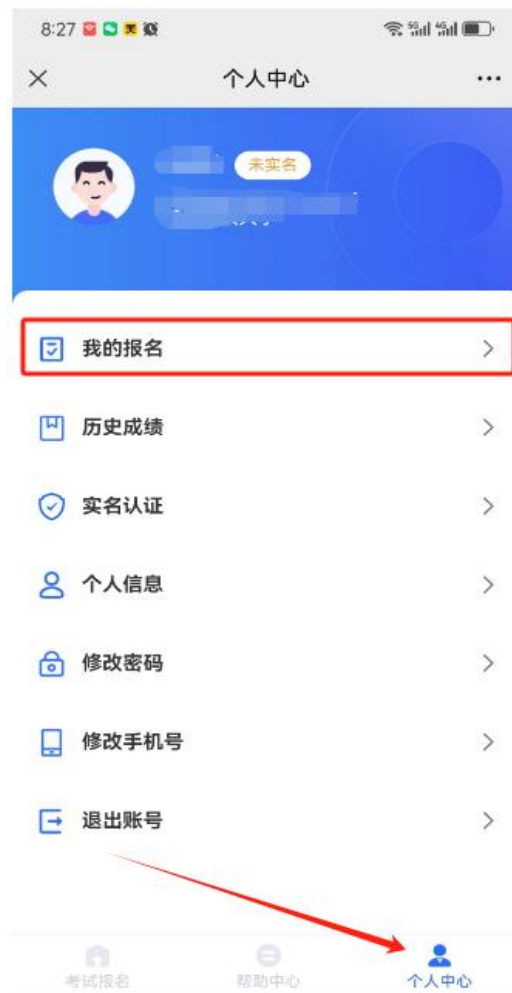 8:27
个人中心
未实名
我的报名
历史成绩
实名认证
个人信息
修改密码
修改手机号
退出账号
考试报名
帮助中心
个人中心